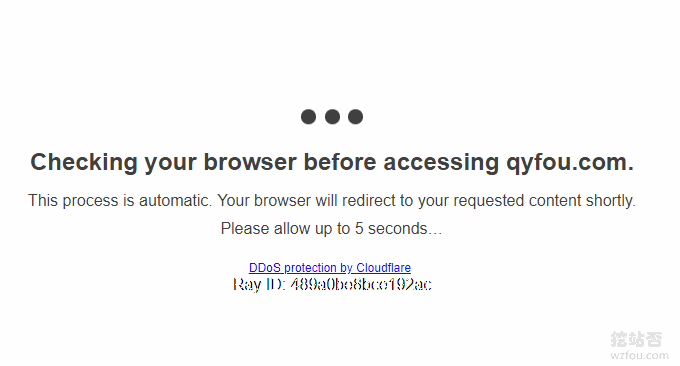 Checking your browser before accessing qyfou.com.
This process is automatic. Your browser will redirect to your requested content shortly.
Please allow up to 5 seconds…
DDoS protection by Cloudflare
Ray ID: 489a0be8bce192ac
挖站否
wzfou.com